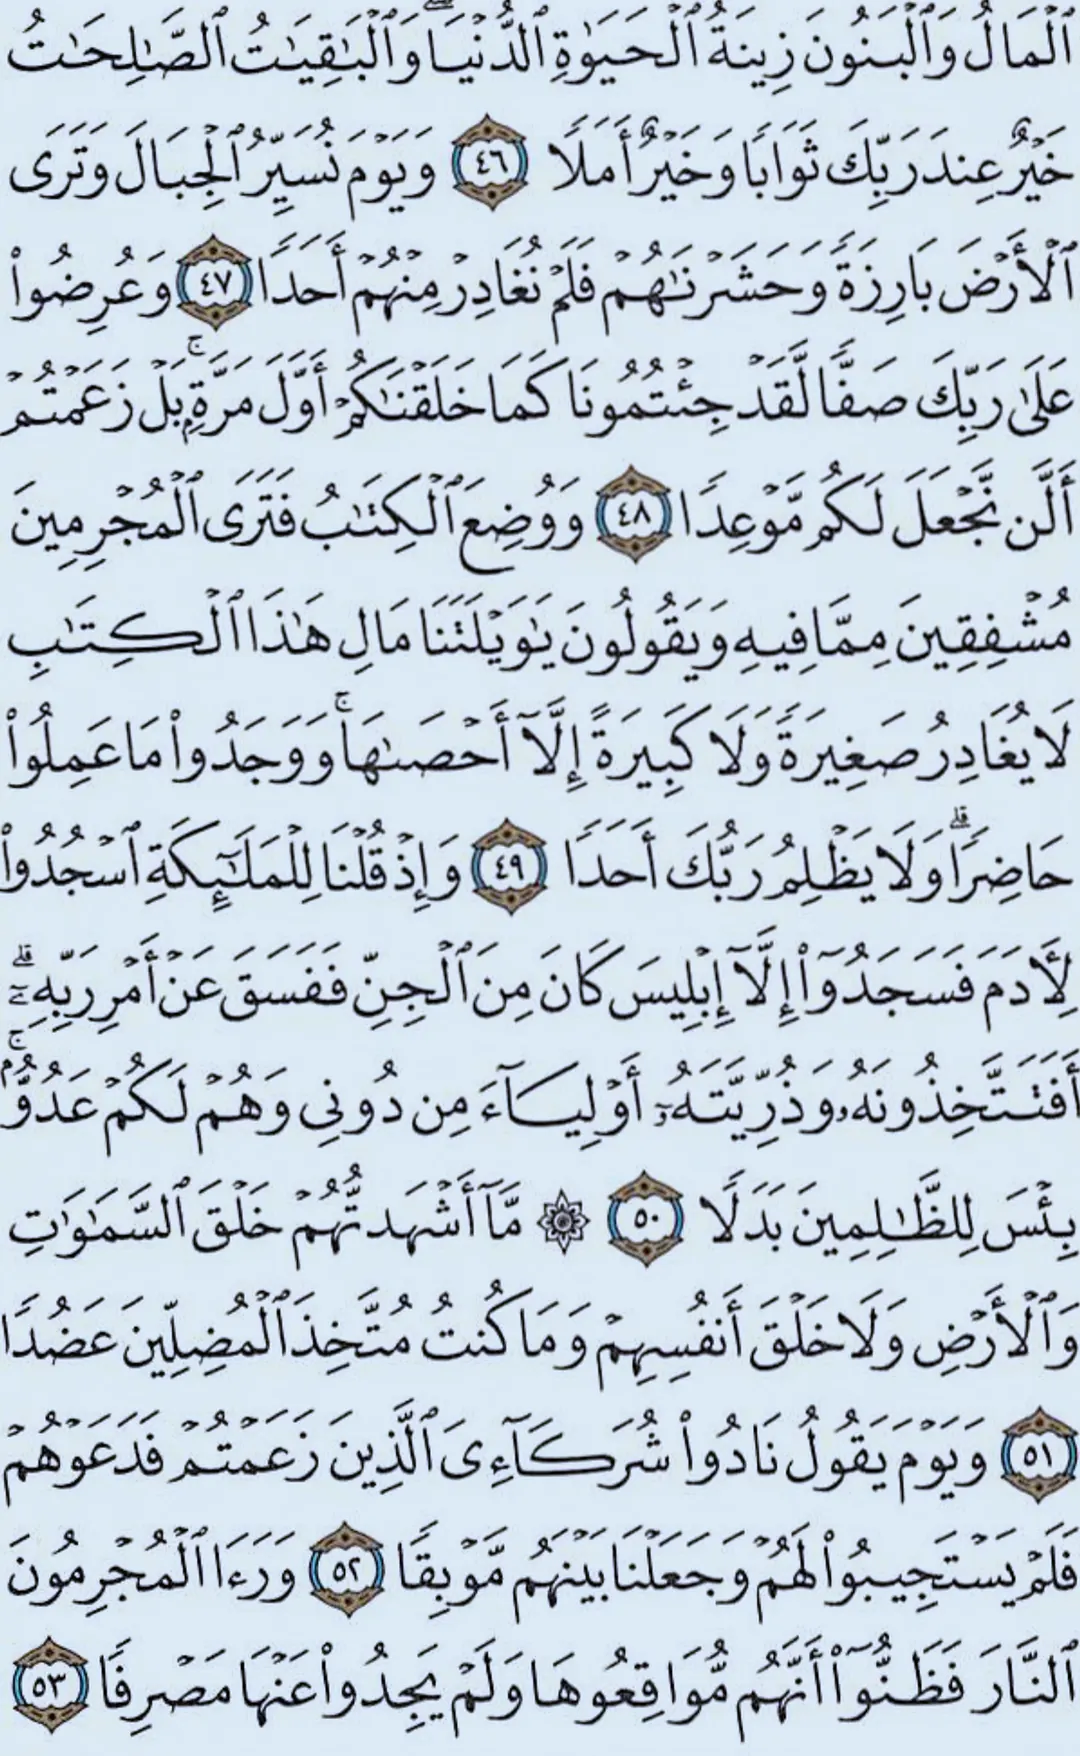 ٱلْمَالُ وَٱلْبَنُونَ زِينَةُ ٱلْحَيَوٰةِ ٱلدُّنْيَا ۖ وَٱلْبَـٰقِيَـٰتُ ٱلصَّـٰلِحَـٰتُ
خَيْرٌ عِندَ رَبِّكَ ثَوَابًا وَخَيْرٌ أَمَلًا ٤٦ وَيَوْمَ نُسَيِّرُ ٱلْجِبَالَ وَتَرَى
ٱلْأَرْضَ بَارِزَةً وَحَشَرْنَـٰهُمْ فَلَمْ نُغَادِرْ مِنْهُمْ أَحَدًا ٤٧ وَعُرِضُوا۟
عَلَىٰ رَبِّكَ صَفًّا لَّقَدْ جِئْتُمُونَا كَمَا خَلَقْنَـٰكُمْ أَوَّلَ مَرَّةٍۭ ۚ بَلْ زَعَمْتُمْ
أَلَّن نَّجْعَلَ لَكُم مَّوْعِدًا ٤٨ وَوُضِعَ ٱلْكِتَـٰبُ فَتَرَى ٱلْمُجْرِمِينَ
مُشْفِقِينَ مِمَّا فِيهِ وَيَقُولُونَ يَـٰوَيْلَتَنَا مَالِ هَـٰذَا ٱلْكِتَـٰبِ
لَا يُغَادِرُ صَغِيرَةً وَلَا كَبِيرَةً إِلَّآ أَحْصَىٰهَا ۚ وَوَجَدُوا۟ مَا عَمِلُوا۟
حَاضِرًا ۗ وَلَا يَظْلِمُ رَبُّكَ أَحَدًا ٤٩ وَإِذْ قُلْنَا لِلْمَلَـٰٓئِكَةِ ٱسْجُدُوا۟
لِـَٔادَمَ فَسَجَدُوٓا۟ إِلَّآ إِبْلِيسَ كَانَ مِنَ ٱلْجِنِّ فَفَسَقَ عَنْ أَمْرِ رَبِّهِۦٓ ۗ
أَفَتَتَّخِذُونَهُۥ وَذُرِّيَّتَهُۥٓ أَوْلِيَآءَ مِن دُونِى وَهُمْ لَكُمْ عَدُوٌّۢ ۚ
بِئْسَ لِلظَّـٰلِمِينَ بَدَلًا ٥٠ ۞ مَّآ أَشْهَدتُّهُمْ خَلْقَ ٱلسَّمَـٰوَٰتِ
وَٱلْأَرْضِ وَلَا خَلْقَ أَنفُسِهِمْ وَمَا كُنتُ مُتَّخِذَ ٱلْمُضِلِّينَ عَضُدًا
٥١ وَيَوْمَ يَقُولُ نَادُوا۟ شُرَكَآءِىَ ٱلَّذِينَ زَعَمْتُمْ فَدَعَوْهُمْ
فَلَمْ يَسْتَجِيبُوا۟ لَهُمْ وَجَعَلْنَا بَيْنَهُم مَّوْبِقًا ٥٢ وَرَءَا ٱلْمُجْرِمُونَ
ٱلنَّارَ فَظَنُّوٓا۟ أَنَّهُم مُّوَاقِعُوهَا وَلَمْ يَجِدُوا۟ عَنْهَا مَصْرِفًا ٥٣